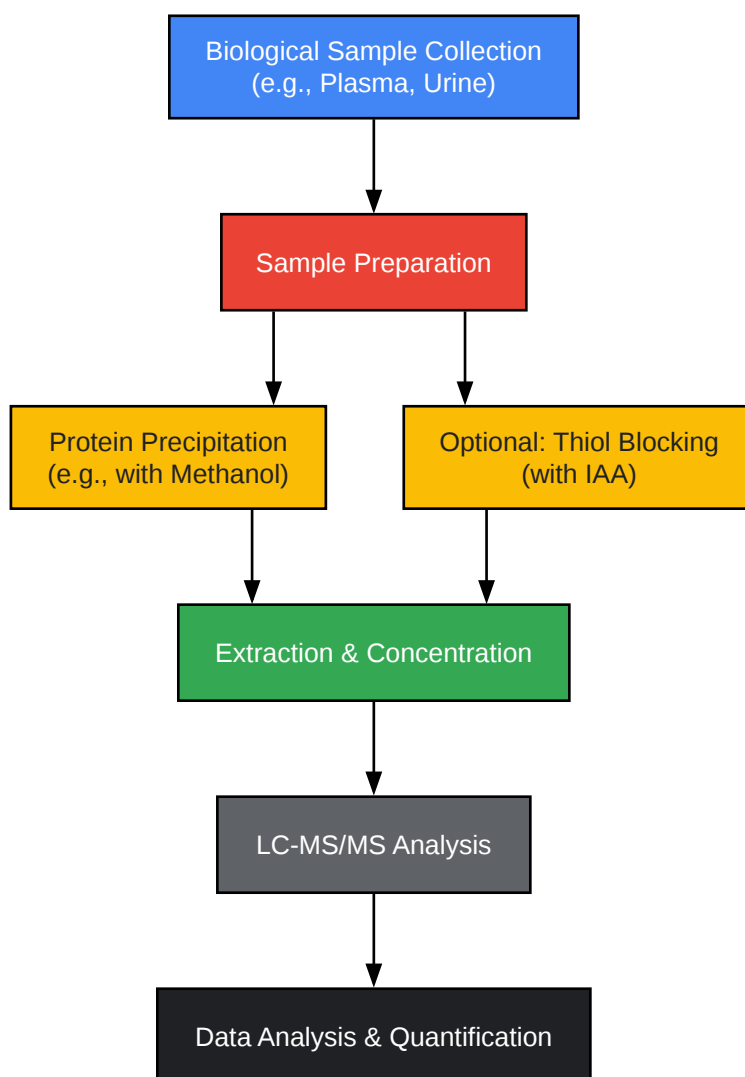 Biological Sample Collection
(e.g., Plasma, Urine)
Sample Preparation
Protein Precipitation
(e.g., with Methanol)
Optional: Thiol Blocking
(with IAA)
Extraction & Concentration
LC-MS/MS Analysis
Data Analysis & Quantification